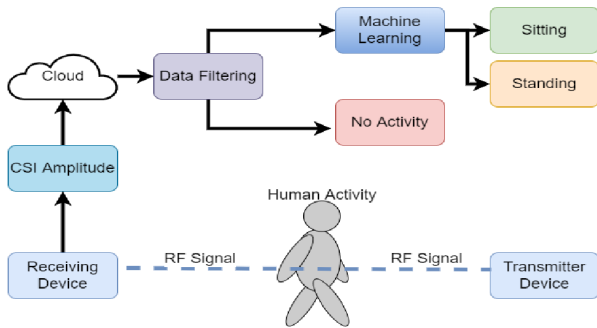 Machine
Learning
Sitting
Cloud
Data Filtering
Standing
No Activity
CSI Amplitude
Human Activity
Receiving
Device
RF Signal
RF Signal
Transmitter
Device